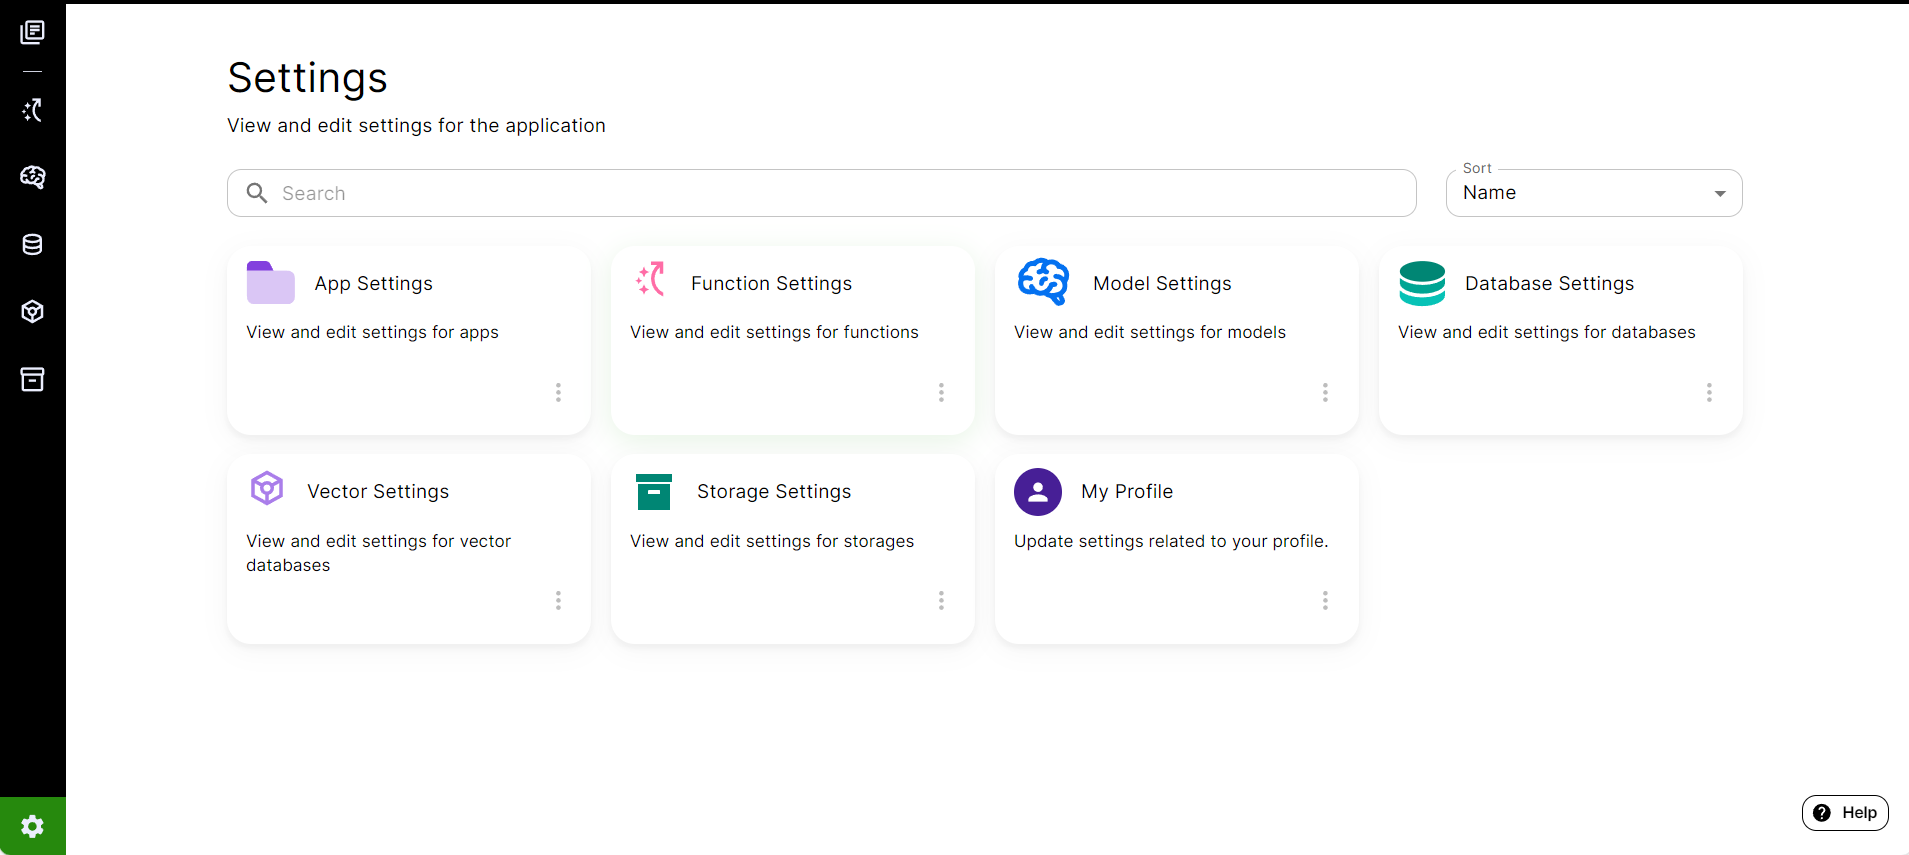 Settings
View and edit settings for the application
Search
Sort
Name
App Settings
View and edit settings for apps
Function Settings
View and edit settings for functions
Model Settings
View and edit settings for models
Database Settings
View and edit settings for databases
Vector Settings
View and edit settings for vector
databases
Storage Settings
View and edit settings for storages
My Profile
Update settings related to your profile.
Help